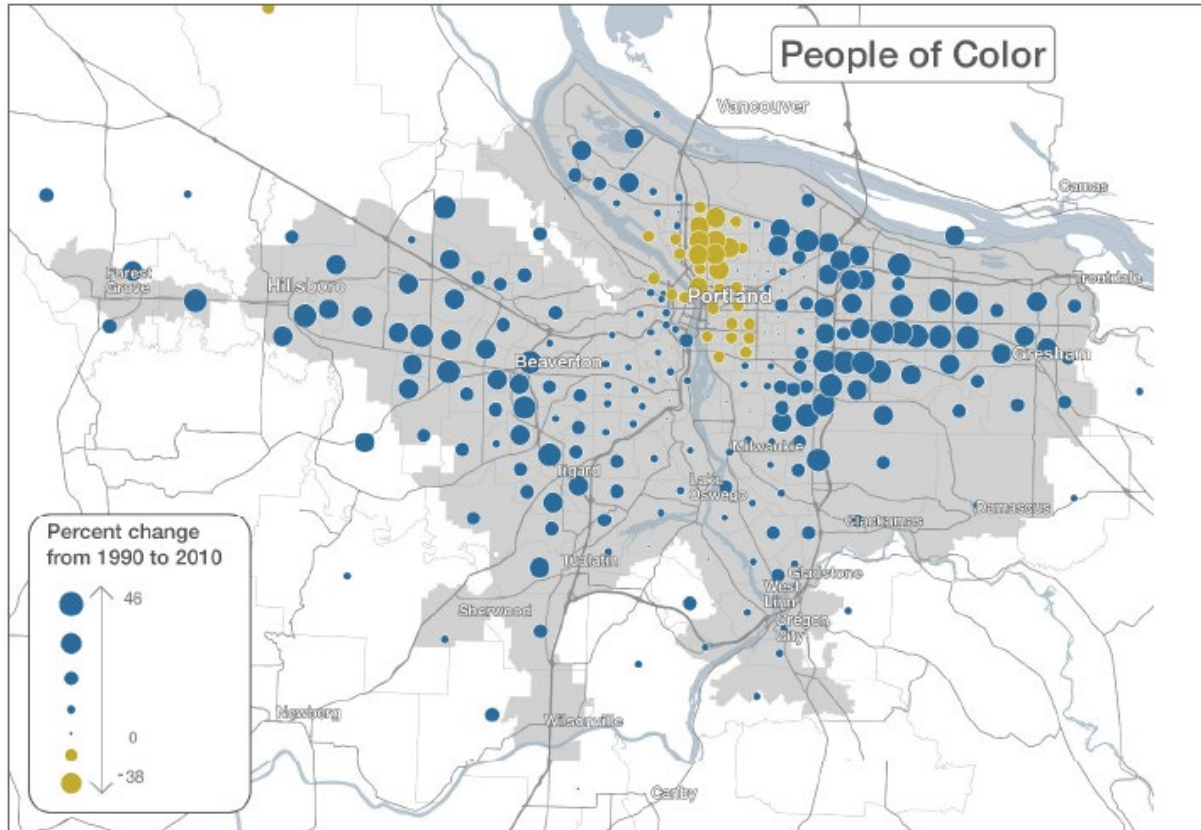 People of Color
Vancouver
Camas
Forest
Grove
Hillsboro
Troutdale
Portland
Beaverton
Gresham
Milwaukie
Tigard
Lake
Oswego
Damascus
Clackamas
Percent change
from 1990 to 2010
46
0
-38
Tualatin
Gladstone
West
Linn
Oregon
City
Sherwood
Newberg
Wilsonville
Canby